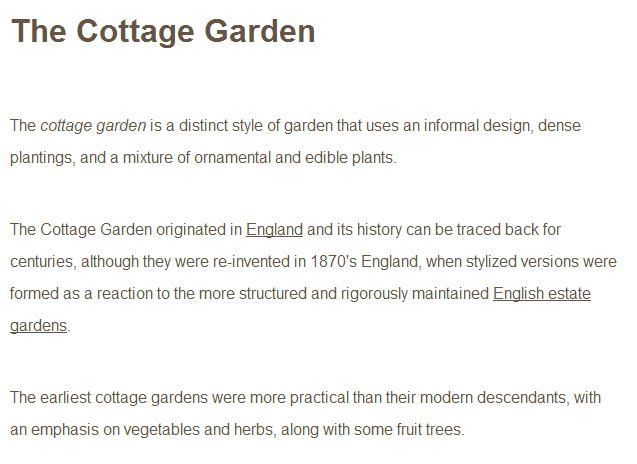 The Cottage Garden
The cottage garden is a distinct style of garden that uses an informal design, dense
plantings, and a mixture of ornamental and edible plants.
The Cottage Garden originated in England and its history can be traced back for
centuries, although they were re-invented in 1870's England, when stylized versions were
formed as a reaction to the more structured and rigorously maintained English estate
gardens.
The earliest cottage gardens were more practical than their modern descendants, with
an emphasis on vegetables and herbs, along with some fruit trees.